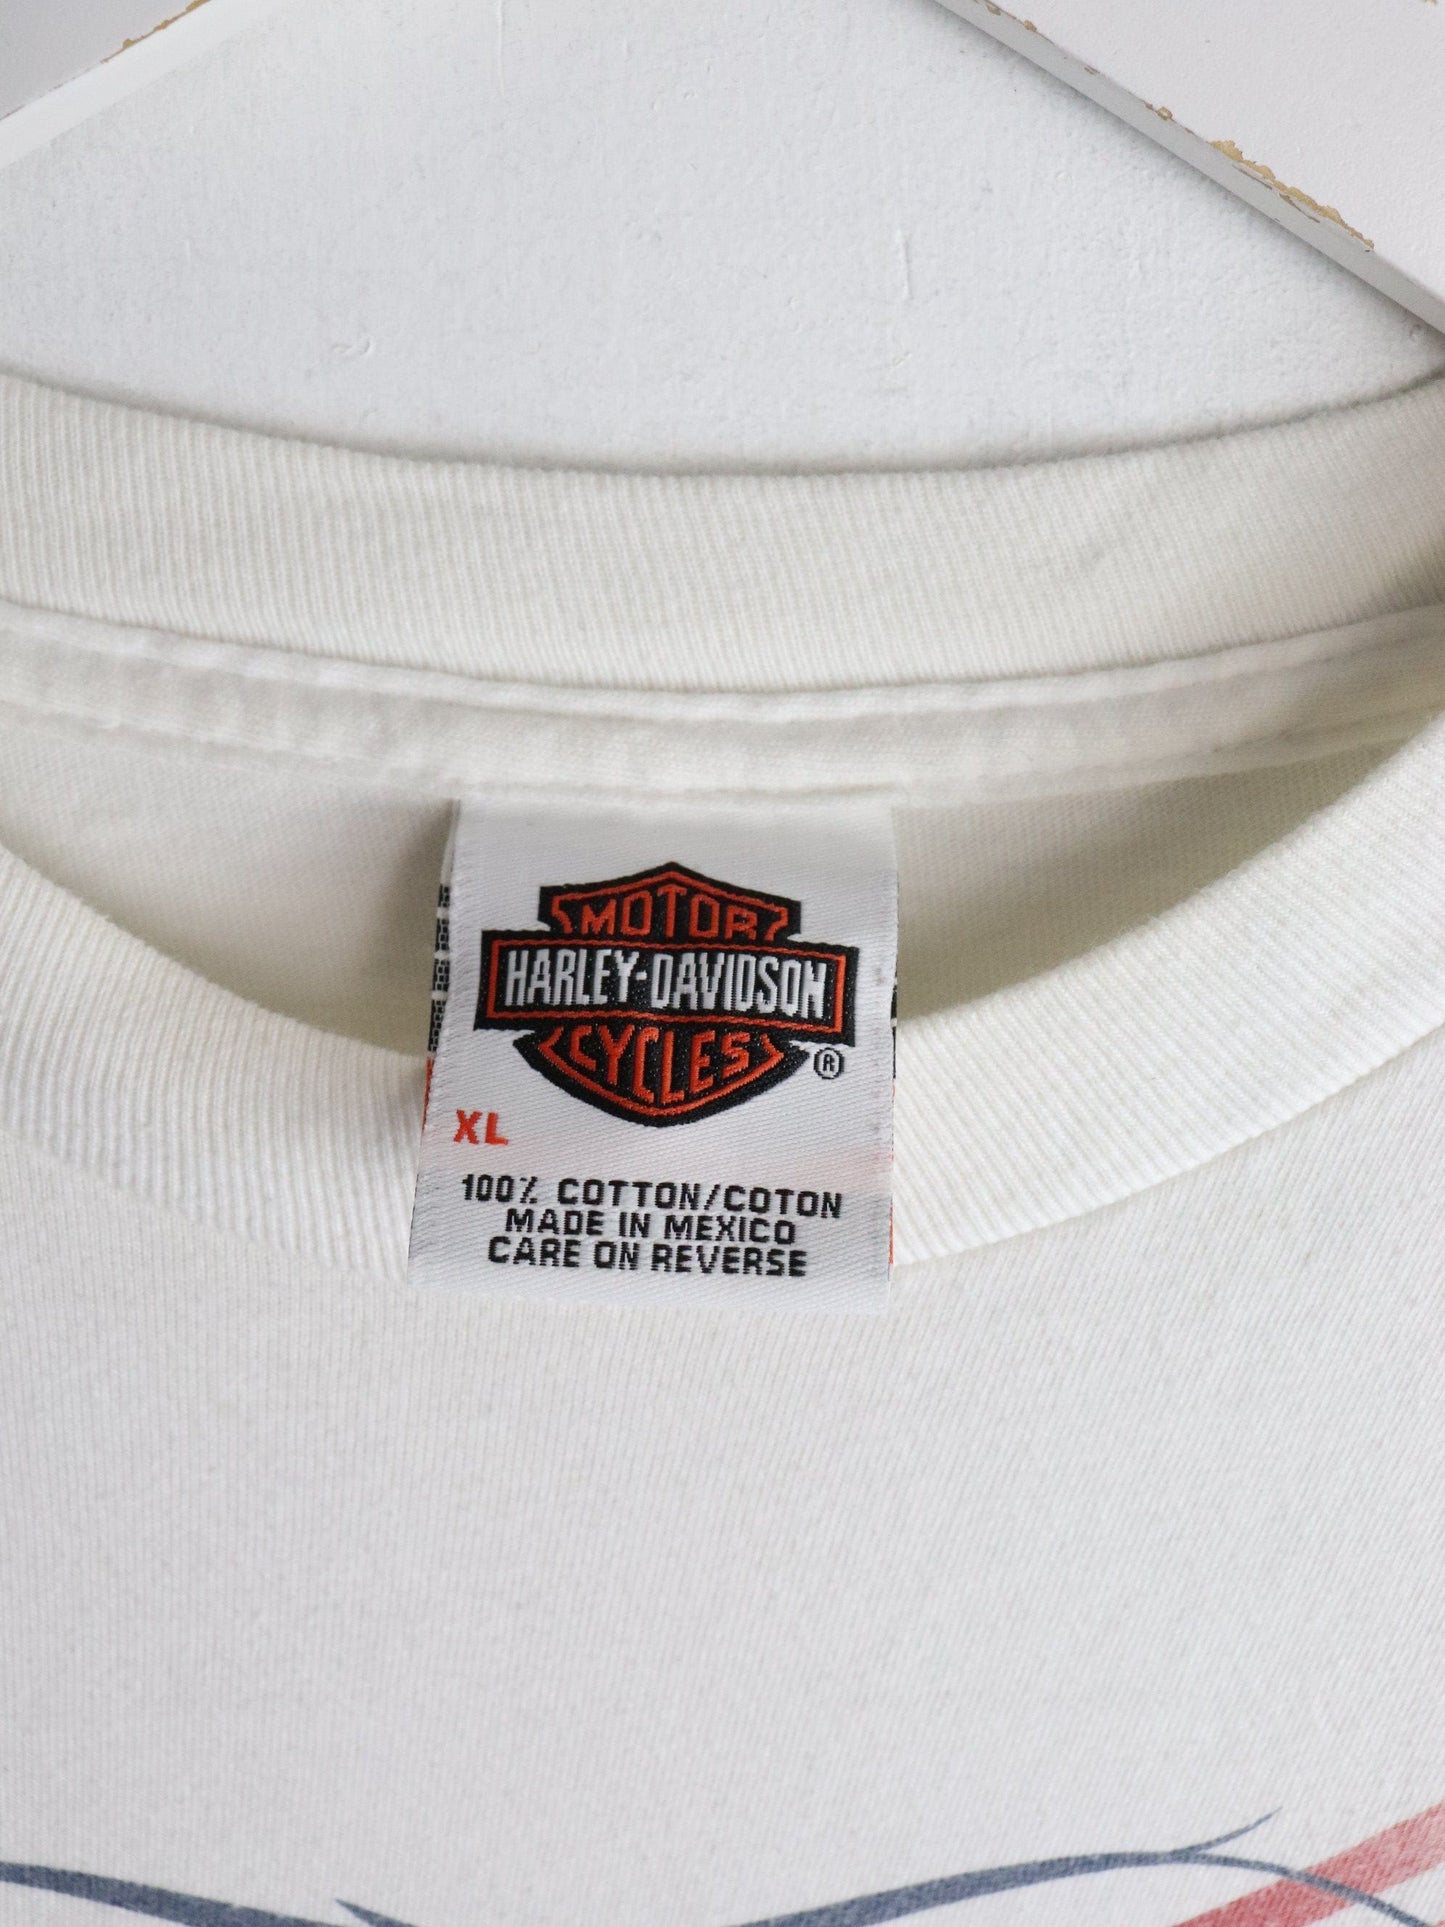 MOTOR
HARLEY-DAVIDSON
CYCLES
®
XL
100% COTTON/COTON
MADE IN MEXICO
CARE ON REVERSE